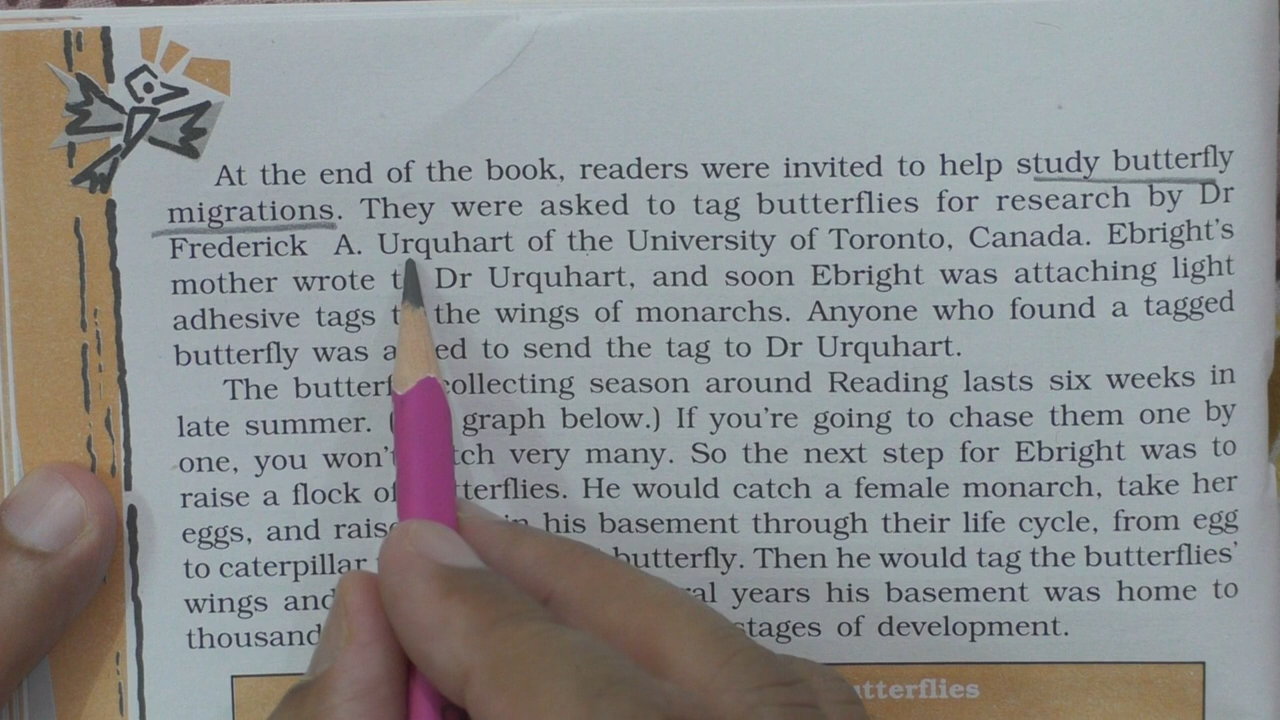 At the end of the book, readers were invited to help study butterfly
migrations. They were asked to tag butterflies for research by Dr
Frederick A. Urquhart of the University of Toronto, Canada. Ebright's
mother wrote Dr Urquhart, and soon Ebright was attaching light
adhesive tags the wings of monarchs. Anyone who found a tagged
butterfly was to send the tag to Dr Urquhart.
The collecting season around Reading lasts six weeks in
late summer. graph below.) If you're going to chase them one by
one, you won't very many. So the next step for Ebright was to
raise a flock of butterflies. He would catch a female monarch, take her
eggs, and raise in his basement through their life cycle, from egg
to caterpillar butterfly. Then he would tag the butterflies'
wings and years his basement was home to
stages of development.